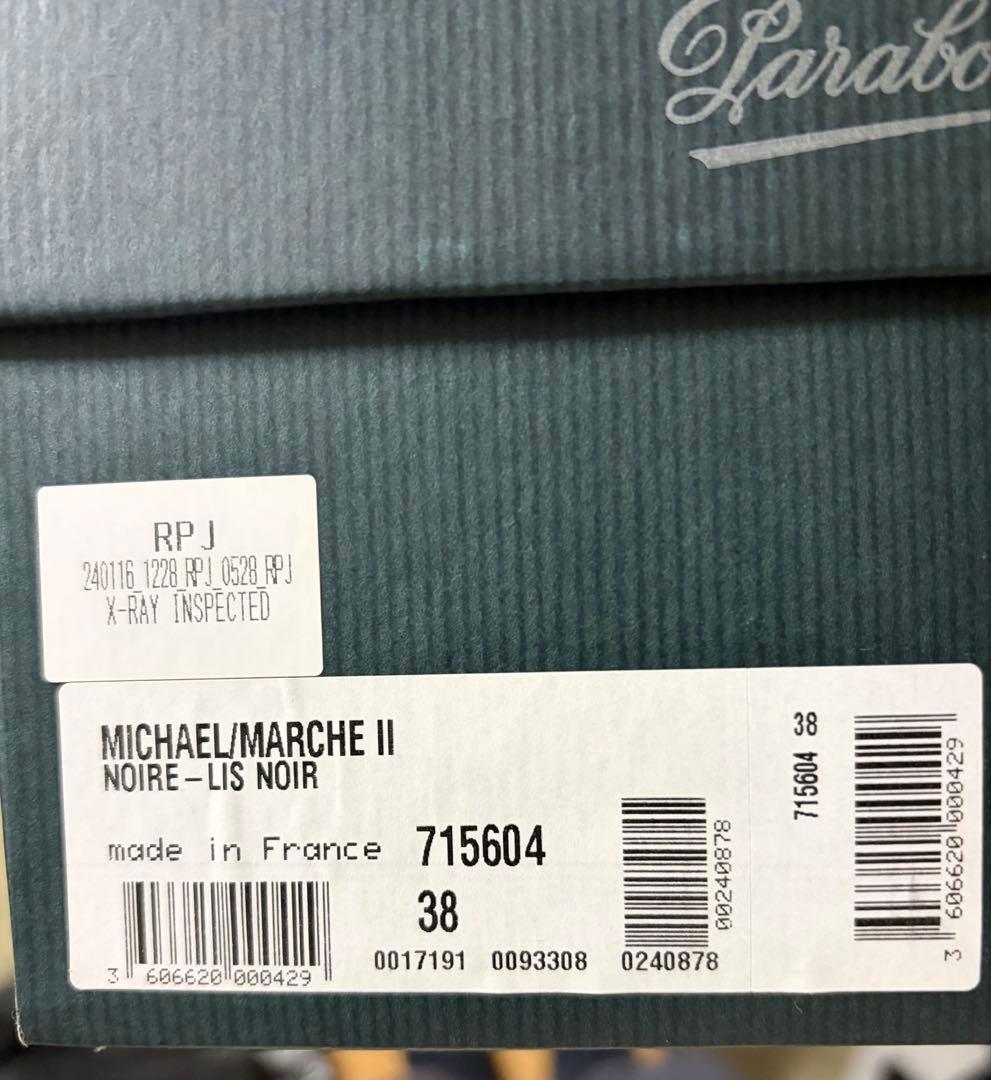 Parabo
RPJ
240116_1228_RPJ_0528_RPJ
X-RAY INSPECTED
MICHAEL/MARCHE II
NOIRE-LIS NOIR
made in France 715604
38
3 606620 000429
0017191 0093308 0240878
00240878
715604 38
3 606620 000429